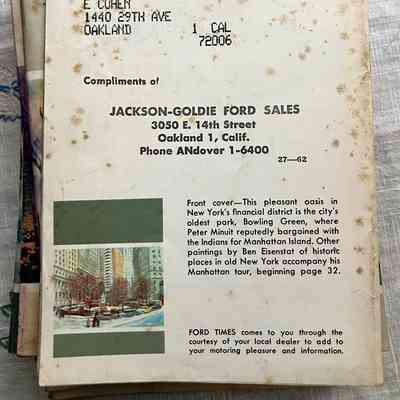 E COHEN
1440 29TH AVE
OAKLAND 1 CAL
72006
Compliments of
JACKSON-GOLDIE FORD SALES
3050 E. 14th Street
Oakland 1, Calif.
Phone ANdover 1-6400
27—62
Front cover—This pleasant oasis in
New York's financial district is the city's
oldest park, Bowling Green, where
Peter Minuit reputedly bargained with
the Indians for Manhattan Island. Other
paintings by Ben Eisenstat of historic
places in old New York accompany his
Manhattan tour, beginning page 32.
FORD TIMES comes to you through the
courtesy of your local dealer to add to
your motoring pleasure and information.